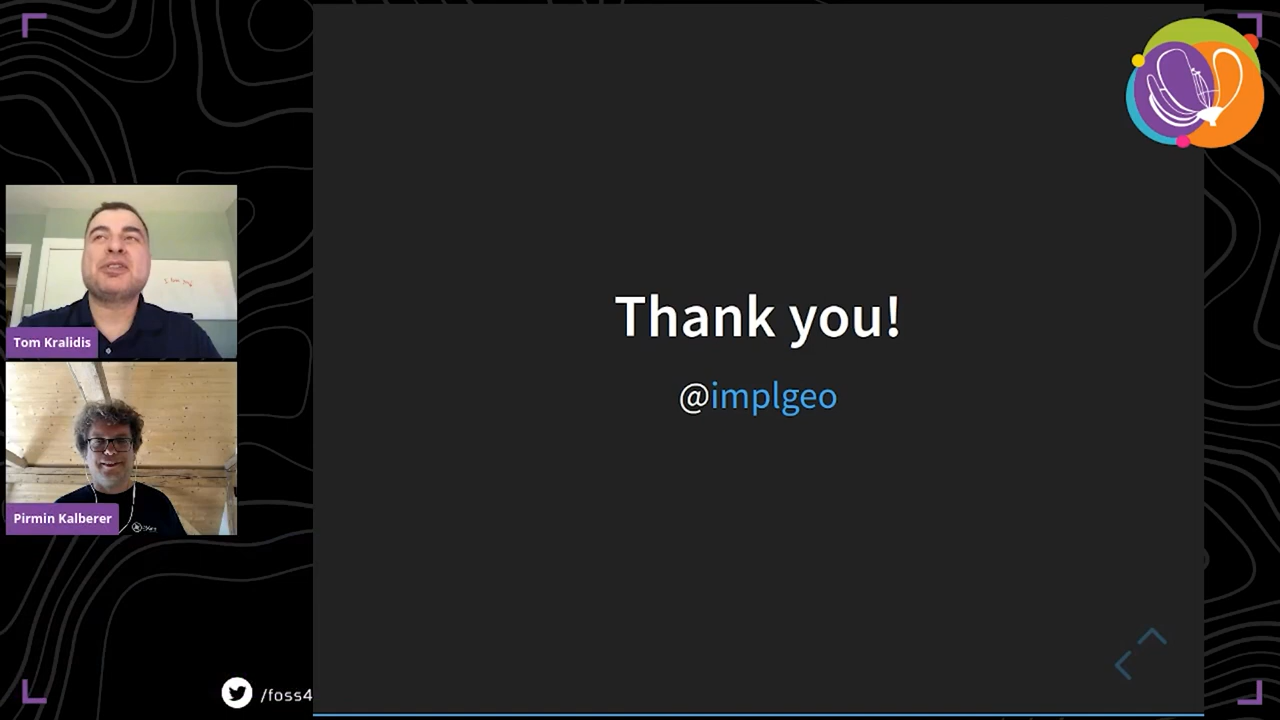 Thank you!
@implgeo
Tom Kralidis
Pirmin Kalberer
/foss4